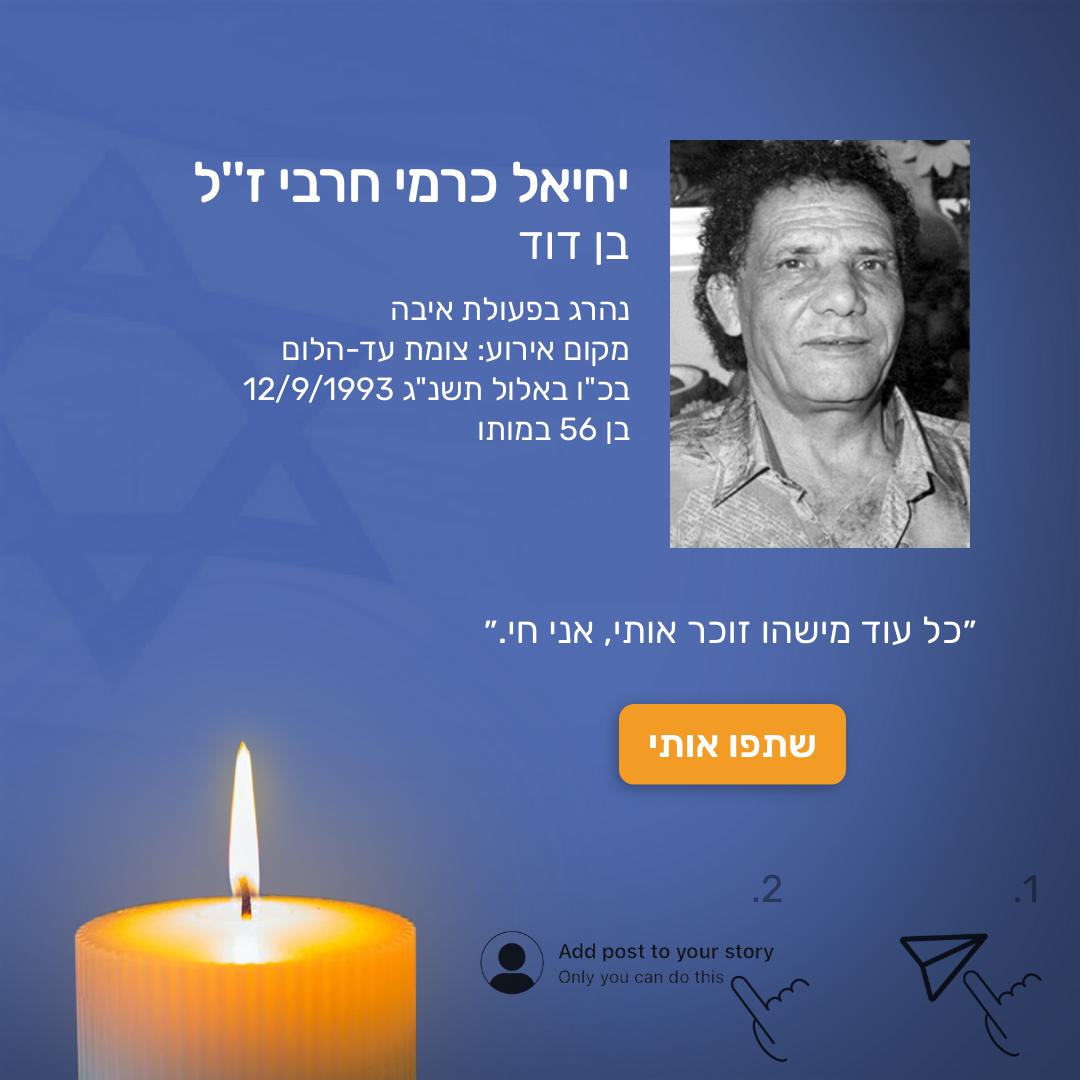 יחיאל כרמי חרבי ז"ל
בן דוד
נהרג בפעולת איבה
מקום אירוע: צומת עד-הלום
בכ"ו באלול תשנ"ג 12/9/1993
בן 56 במותו
״כל עוד מישהו זוכר אותי, אני חי.״
שתפו אותי
1.
2.
Add post to your story
Only you can do this